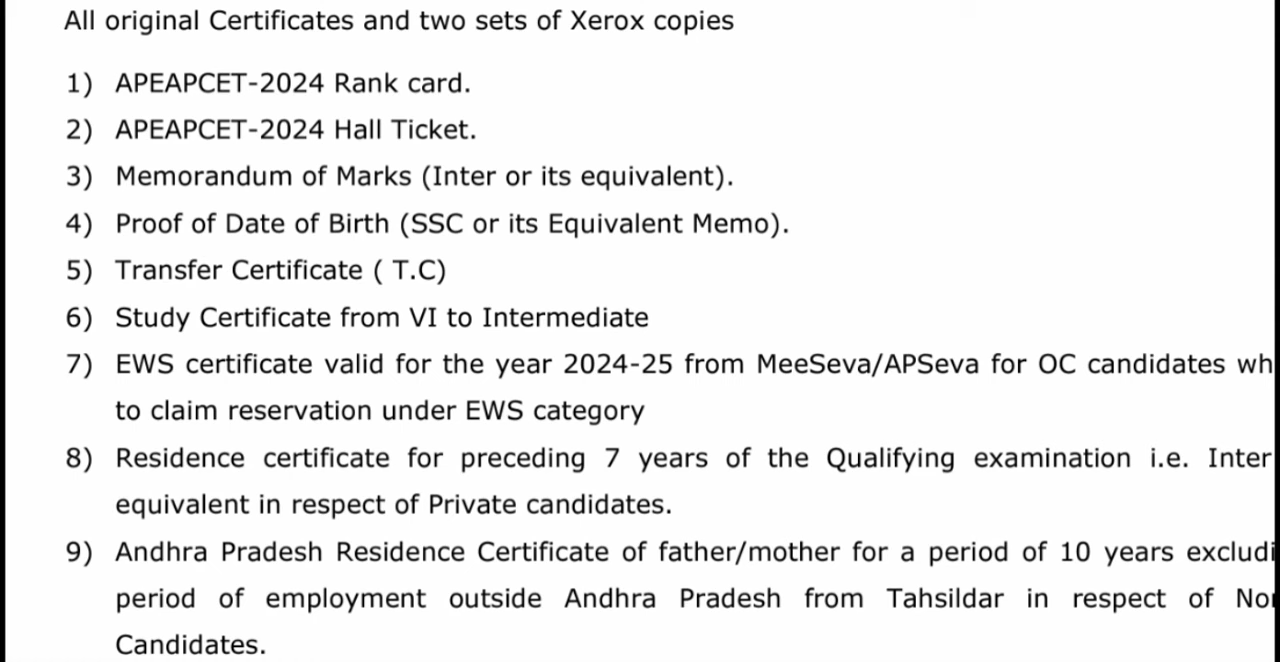 All original Certificates and two sets of Xerox copies
1) APEAPCET-2024 Rank card.
2) APEAPCET-2024 Hall Ticket.
3) Memorandum of Marks (Inter or its equivalent).
4) Proof of Date of Birth (SSC or its Equivalent Memo).
5) Transfer Certificate ( T.C)
6) Study Certificate from VI to Intermediate
7) EWS certificate valid for the year 2024-25 from MeeSeva/APSeva for OC candidates
to claim reservation under EWS category
8) Residence certificate for preceding 7 years of the Qualifying examination i.e. Inter
equivalent in respect of Private candidates.
9) Andhra Pradesh Residence Certificate of father/mother for a period of 10 years
period of employment outside Andhra Pradesh from Tahsildar in respect of
Candidates.